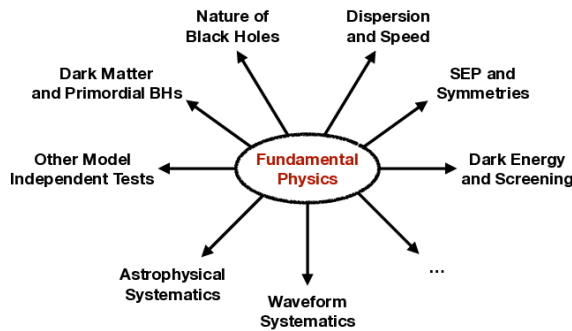 Nature of
Black Holes
Dispersion
and Speed
Dark Matter
and Primordial BHs
SEP and
Symmetries
Other Model
Independent Tests
Fundamental
Physics
Dark Energy
and Screening
Astrophysical
Systematics
Waveform
Systematics
...